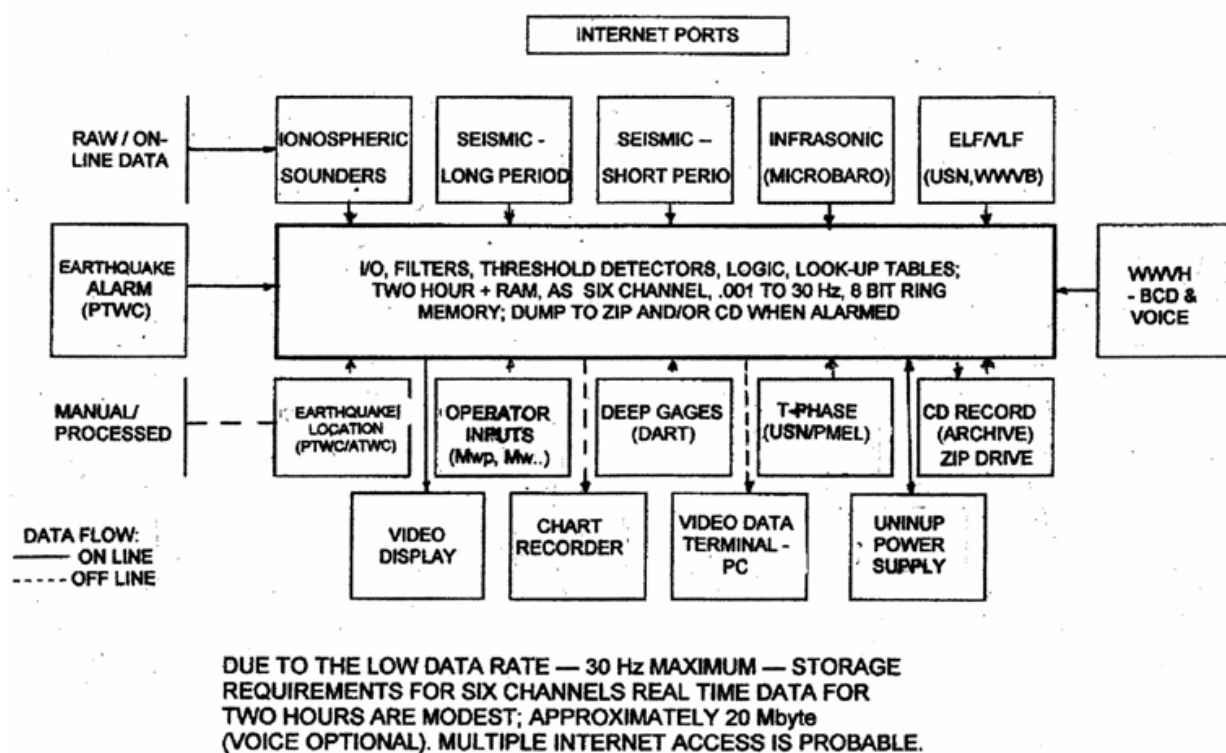 INTERNET PORTS
RAW / ON-
LINE DATA
IONOSPHERIC
SOUNDERS
SEISMIC -
LONG PERIOD
SEISMIC --
SHORT PERIO
INFRASONIC
(MICROBARO)
ELF/VLF
(USN,WWVB)
EARTHQUAKE
ALARM
(PTWC)
I/O, FILTERS, THRESHOLD DETECTORS, LOGIC, LOOK-UP TABLES;
TWO HOUR + RAM, AS SIX CHANNEL, .001 TO 30 Hz, 8 BIT RING
MEMORY; DUMP TO ZIP AND/OR CD WHEN ALARMED
WWVH
- BCD &
VOICE
MANUAL/
PROCESSED
EARTHQUAKE
LOCATION
(PTWC/ATWC)
OPERATOR
INPUTS
(Mwp, Mw..)
DEEP GAGES
(DART)
T-PHASE
(USN/PMEL)
CD RECORD
(ARCHIVE)
ZIP DRIVE
DATA FLOW:
ON LINE
OFF LINE
VIDEO
DISPLAY
CHART
RECORDER
VIDEO DATA
TERMINAL -
PC
UNINUP
POWER
SUPPLY
DUE TO THE LOW DATA RATE — 30 Hz MAXIMUM — STORAGE
REQUIREMENTS FOR SIX CHANNELS REAL TIME DATA FOR
TWO HOURS ARE MODEST; APPROXIMATELY 20 Mbyte
(VOICE OPTIONAL). MULTIPLE INTERNET ACCESS IS PROBABLE.